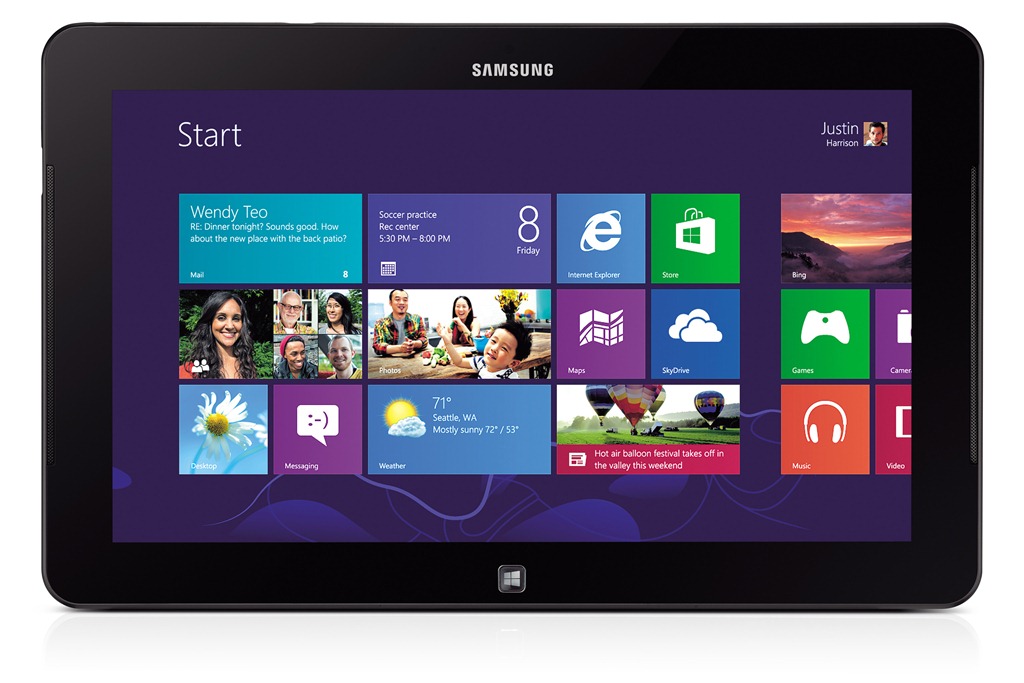 SAMSUNG
Start
Justin
Harrison
Wendy Teo
RE: Dinner tonight? Sounds good. How
about the new place with the back patio?
Mail
8
Soccer practice
Rec center
5:30 PM – 8:00 PM
8
Friday
Internet Explorer
Store
Bing
Photos
Maps
SkyDrive
Games
Camer
Desktop
:-)
Messaging
71°
Seattle, WA
Mostly sunny 72° / 53°
Weather
Hot air balloon festival takes off in
the valley this weekend
Music
Video